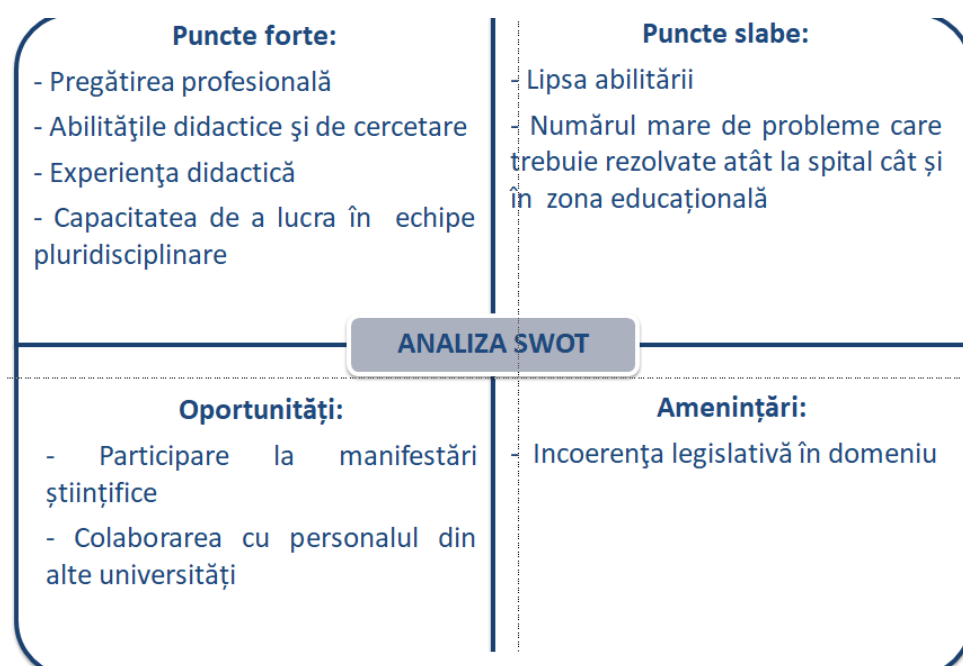 Puncte forte:
- Pregătirea profesională
- Abilităţile didactice şi de cercetare
- Experienţa didactică
- Capacitatea de a lucra în echipe
pluridisciplinare
Puncte slabe:
- Lipsa abilitării
- Numărul mare de probleme care
trebuie rezolvate atât la spital cât și
în zona educațională
ANALIZA SWOT
Oportunități:
- Participare la manifestări
științifice
- Colaborarea cu personalul din
alte universități
Amenințări:
- Incoerenţa legislativă în domeniu